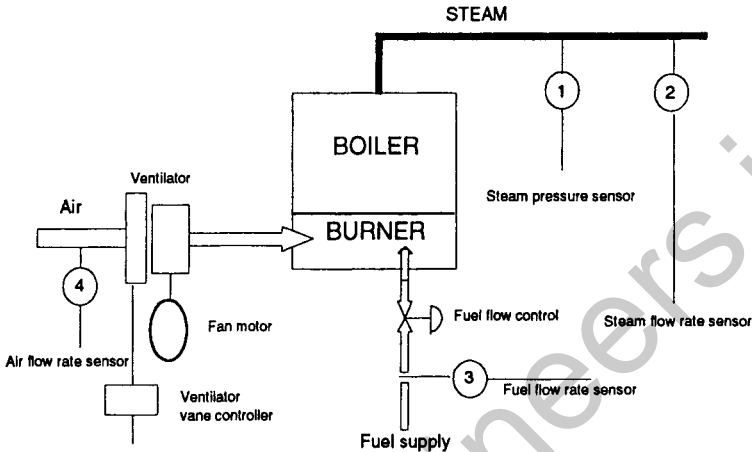 STEAM
1
2
BOILER
Steam pressure sensor
Ventilator
Air
BURNER
4
Fan motor
Fuel flow control
Steam flow rate sensor
Air flow rate sensor
3
Fuel flow rate sensor
Ventilator
vane controller
Fuel supply